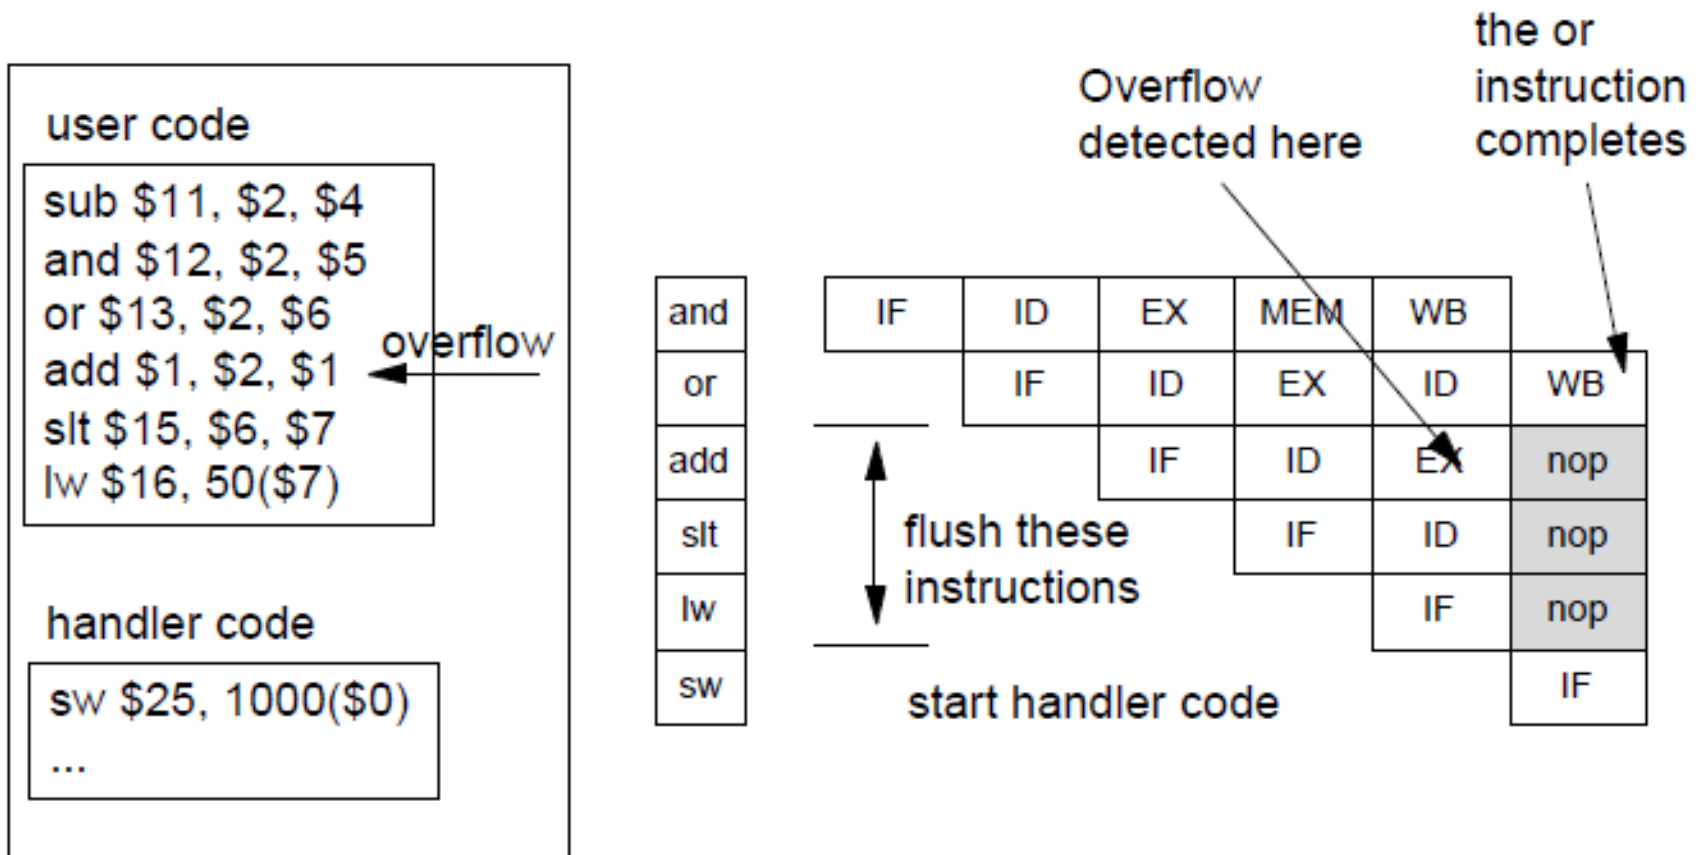 user code
sub $11, $2, $4
and $12, $2, $5
or $13, $2, $6
add $1, $2, $1
overflow
slt $15, $6, $7
lw $16, 50($7)
handler code
sw $25, 1000($0)
...
Overflow
detected here
the or
instruction
completes
and IF ID EX MEM WB
or IF ID EX ID WB
add IF ID EX nop
slt IF ID nop
lw IF nop
sw IF
flush these
instructions
start handler code